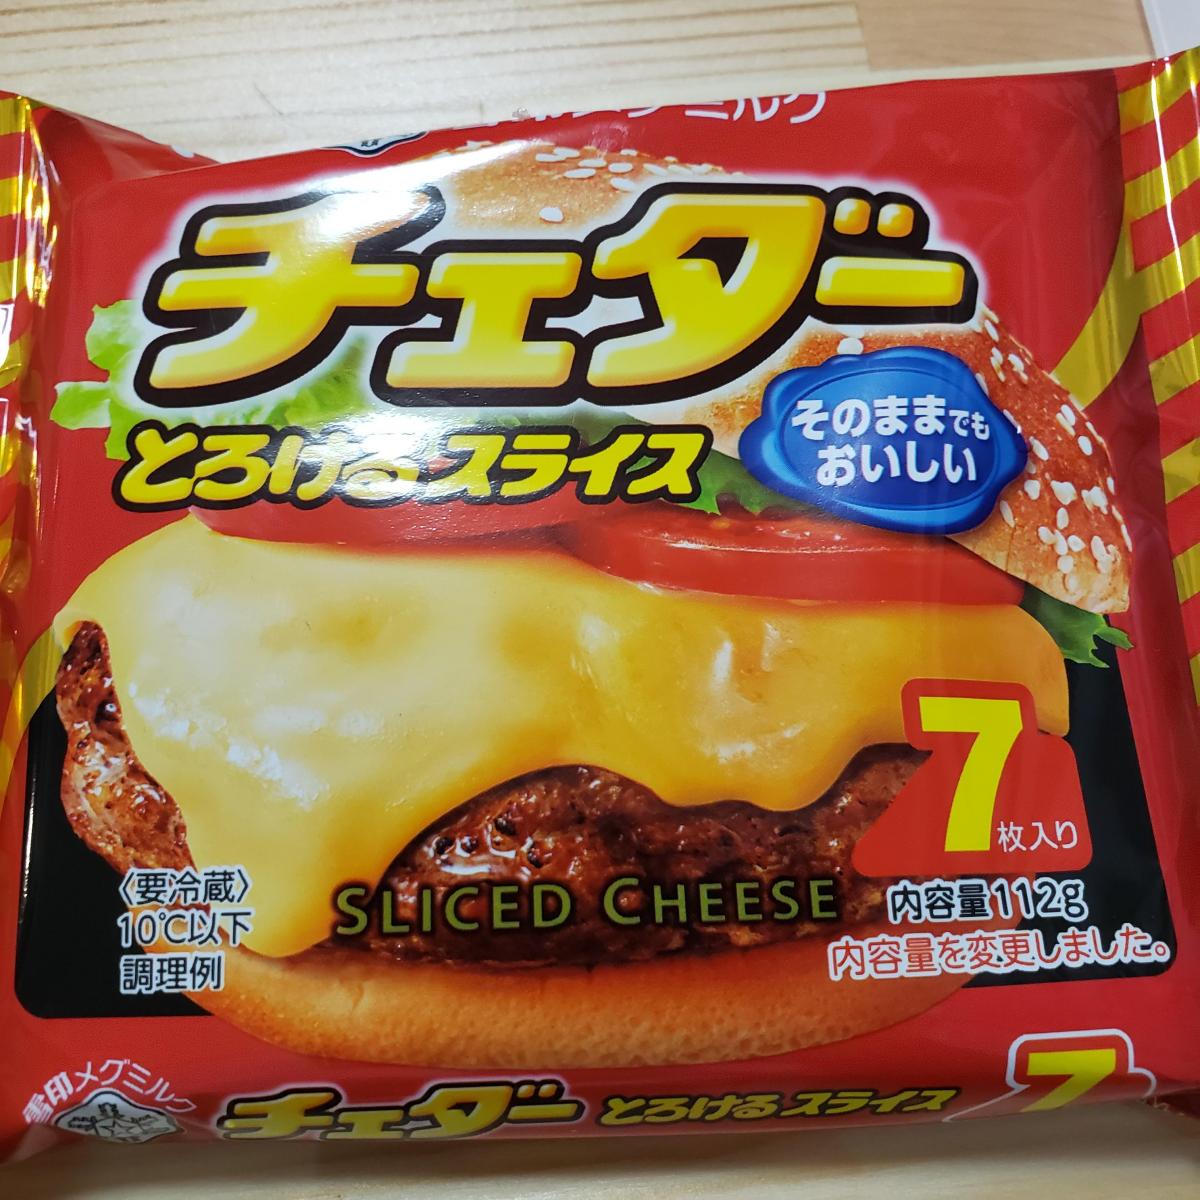 ミルク
チェダー
とろけるスライス
そのままでも
おいしい
7
枚入り
〈要冷蔵〉
10℃以下
調理例
SLICED CHEESE
内容量112g
内容量を変更しました。
雪印メグミルク
チェダー とろけるスライス
7